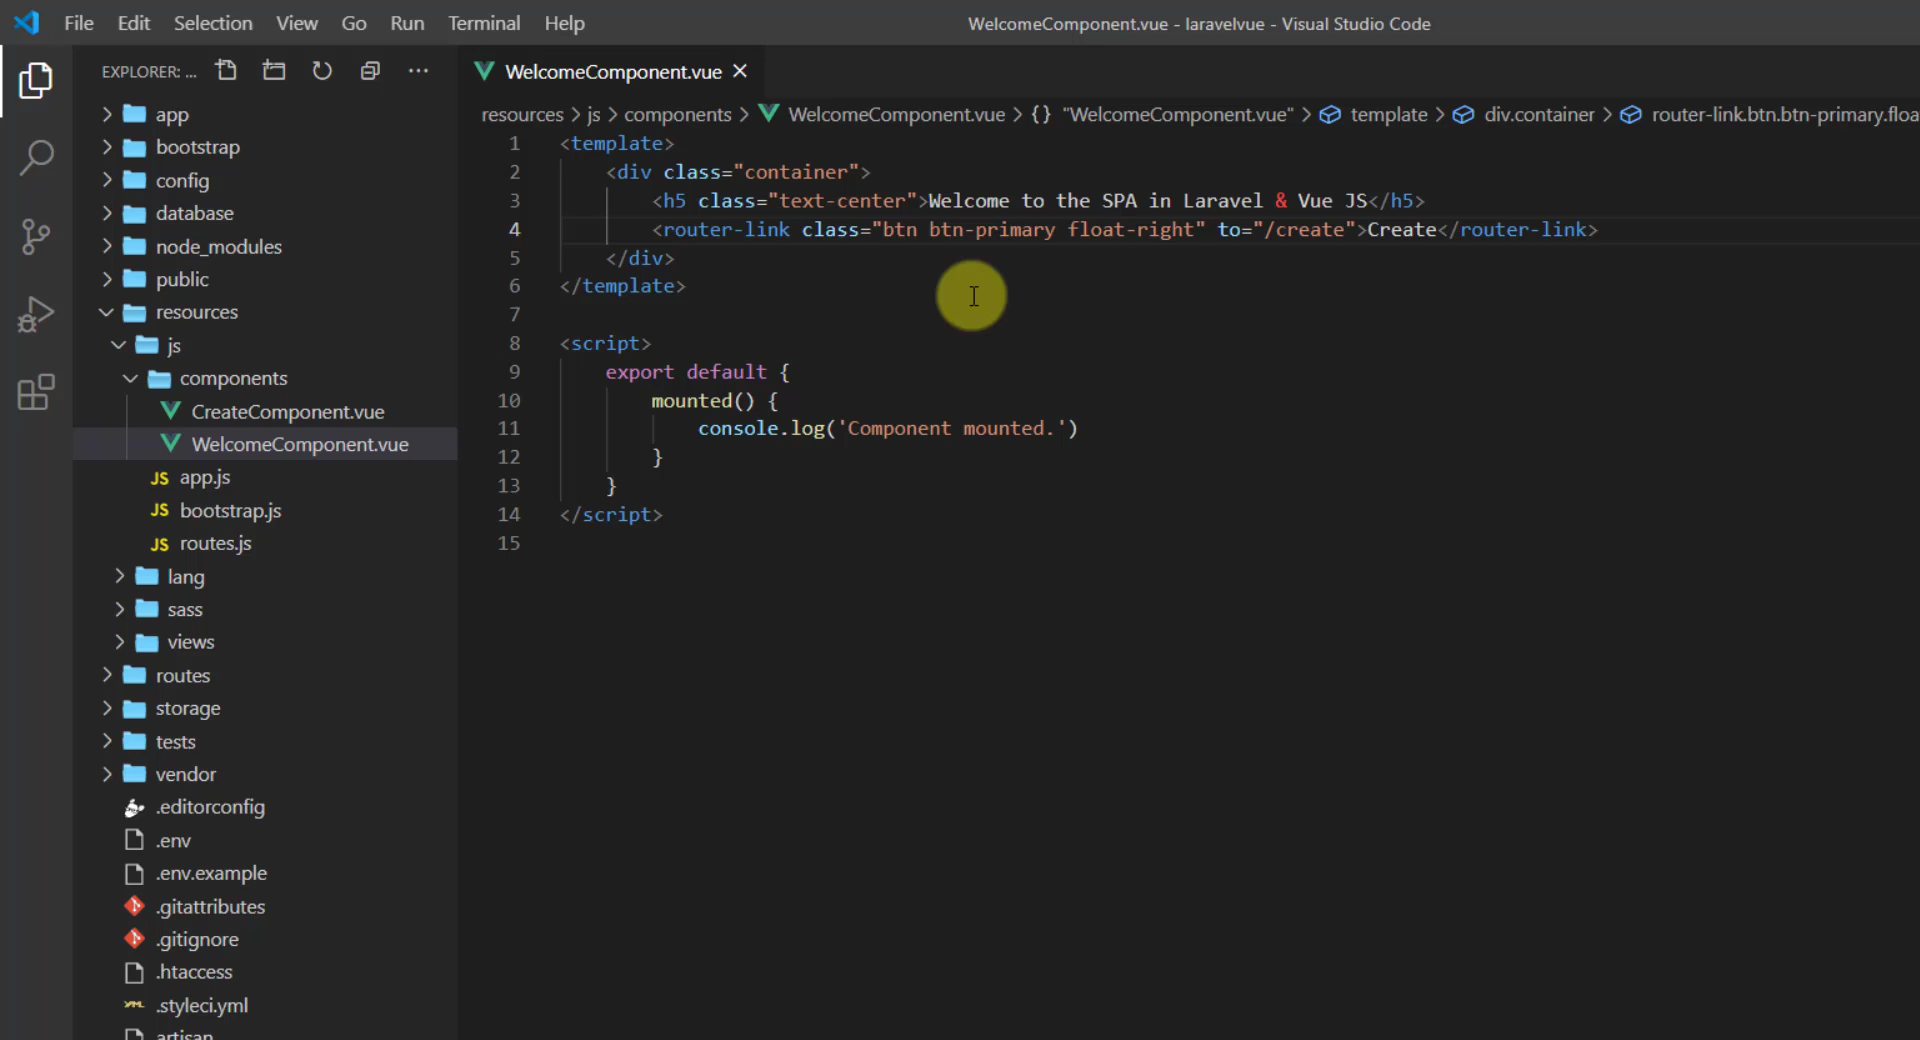 File Edit Selection View Go Run Terminal Help
WelcomeComponent.vue - laravelvue - Visual Studio Code
EXPLORER: ...
app
bootstrap
config
database
node_modules
public
resources
js
components
CreateComponent.vue
WelcomeComponent.vue
JS app.js
JS bootstrap.js
JS routes.js
lang
sass
views
routes
storage
tests
vendor
.editorconfig
.env
.env.example
.gitattributes
.gitignore
.htaccess
.styleci.yml
artisan
WelcomeComponent.vue
resources > js > components > WelcomeComponent.vue > {} "WelcomeComponent.vue" > template > div.container > router-link.btn.btn-primary.floa
1 <template>
2 <div class="container">
3 <h5 class="text-center">Welcome to the SPA in Laravel & Vue JS</h5>
4 <router-link class="btn btn-primary float-right" to="/create">Create</router-link>
5 </div>
6 </template>
7
8 <script>
9 export default {
10 mounted() {
11 console.log('Component mounted.')
12 }
13 }
14 </script>
15